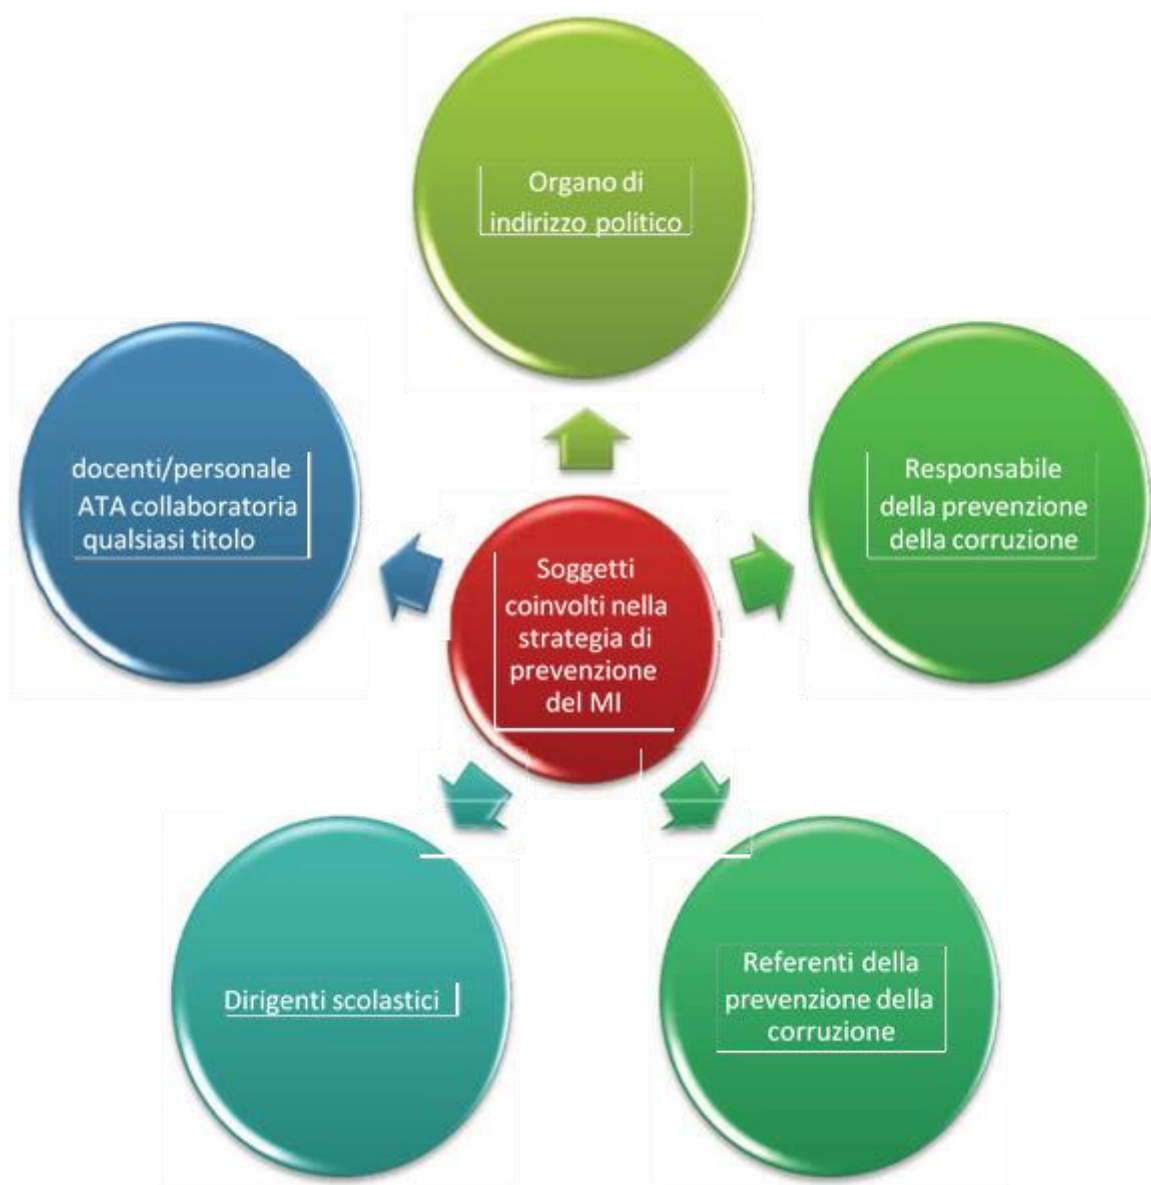 Organo di
indirizzo politico
Responsabile
della prevenzione
della corruzione
Referenti della
prevenzione della
corruzione
Dirigenti scolastici
docenti/personale
ATA collaboratoria
qualsiasi titolo
Soggetti
coinvolti nella
strategia di
prevenzione
del MI